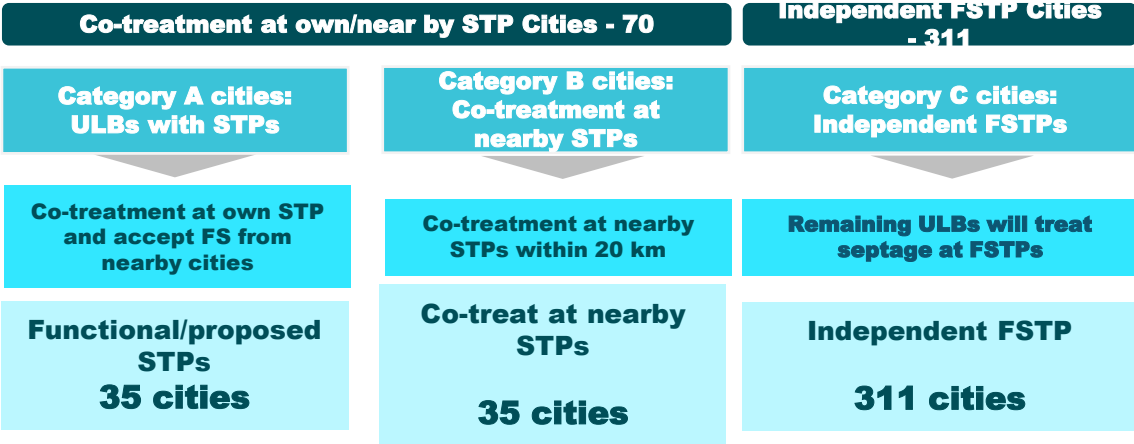 Co-treatment at own/near by STP Cities - 70
Independent FSTP Cities
- 311
Category A cities:
ULBs with STPs
Category B cities:
Co-treatment at
nearby STPs
Category C cities:
Independent FSTPs
Co-treatment at own STP
and accept FS from
nearby cities
Co-treatment at nearby
STPs within 20 km
Remaining ULBs will treat
septage at FSTPs
Functional/proposed
STPs
35 cities
Co-treat at nearby
STPs
35 cities
Independent FSTP
311 cities